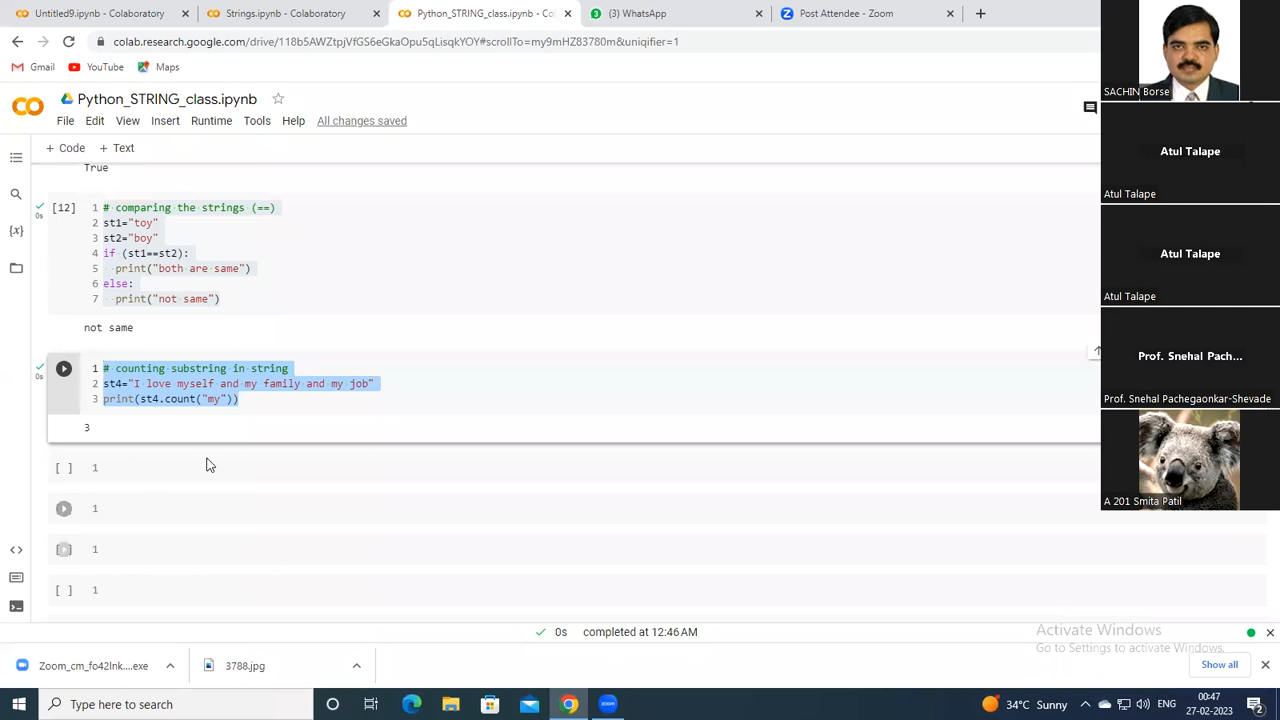 Untitled9.ipynb - Colaboratory
Strings.ipynb - Colaboratory
Python_STRING_class.ipynb - Co
(3) WhatsApp
Post Attendee - Zoom
colab.research.google.com/drive/118b5AWZtpjVfGS6eGkaOpu5qLisqkYOY#scrollTo=my9mHZ83780m&uniqifier=1
Gmail
YouTube
Maps
Python_STRING_class.ipynb
File Edit View Insert Runtime Tools Help All changes saved
+ Code + Text
True
[12]
1 # comparing the strings (==)
2 st1="toy"
3 st2="boy"
4 if (st1==st2):
5 print("both are same")
6 else:
7 print("not same")
0s
not same
1 # counting substring in string
2 st4="I love myself and my family and my job"
3 print(st4.count("my"))
0s
3
[ ] 1
1
[ ] 1
[ ] 1
0s completed at 12:46 AM
SACHIN Borse
Atul Talape
Atul Talape
Atul Talape
Atul Talape
Prof. Snehal Pach...
Prof. Snehal Pachegaonkar-Shevade
A 201 Smita Patil
Activate Windows
Go to Settings to activate Windows.
Zoom_cm_fo42lnk....exe
3788.jpg
Show all
Type here to search
zoom
34°C Sunny
ENG
00:47
27-02-2023
2